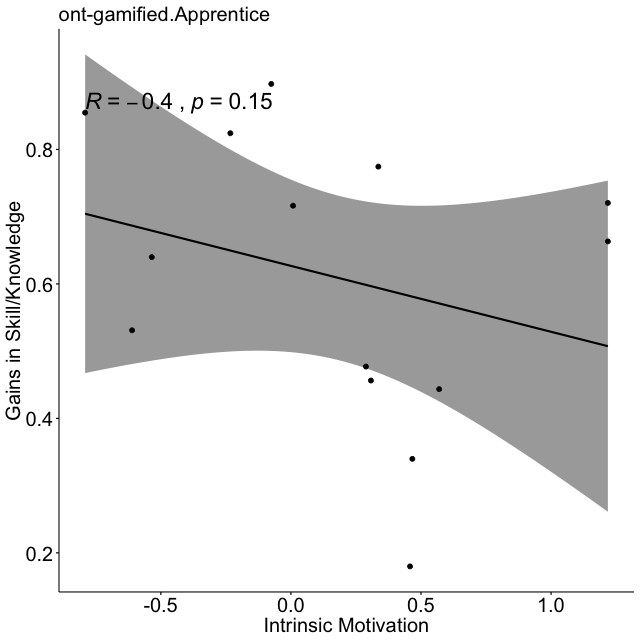 ont-gamified.Apprentice
R = −0.4 , p = 0.15
Gains in Skill/Knowledge
0.8
0.6
0.4
0.2
-0.5 0.0 0.5 1.0
Intrinsic Motivation